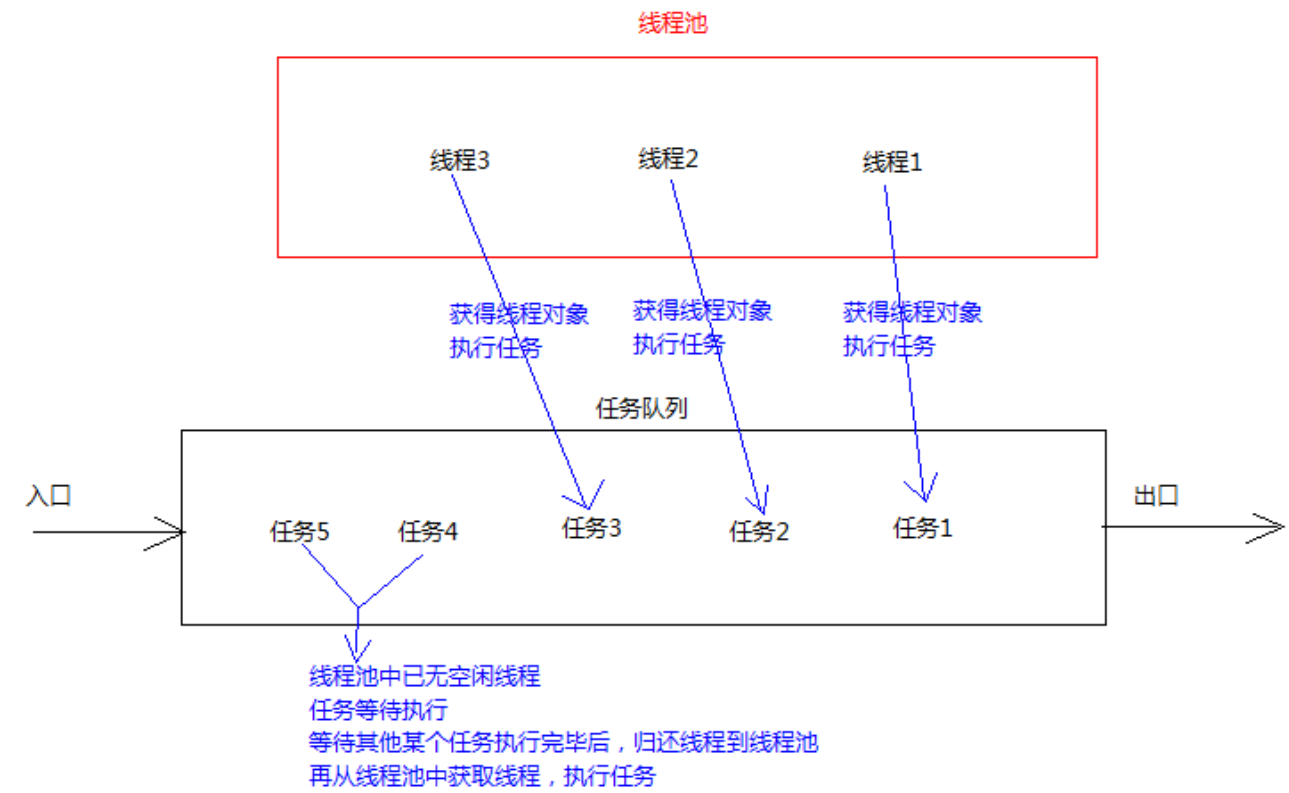 线程池
线程3
线程2
线程1
获得线程对象
执行任务
获得线程对象
执行任务
获得线程对象
执行任务
任务队列
入口
出口
任务5
任务4
任务3
任务2
任务1
线程池中已无空闲线程
任务等待执行
等待其他某个任务执行完毕后，归还线程到线程池
再从线程池中获取线程，执行任务